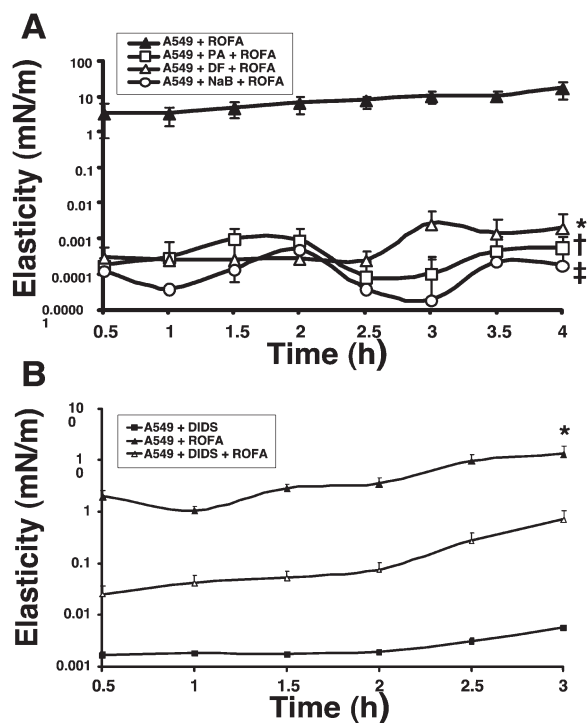 A
A549 + ROFA
A549 + PA + ROFA
A549 + DF + ROFA
A549 + NaB + ROFA
Elasticity (mN/m)
100
10
1
0.1
0.01
0.001
0.0001
0.0000
1
*
†
‡
0.5 1 1.5 2 2.5 3 3.5 4
Time (h)
B
A549 + DIDS
A549 + ROFA
A549 + DIDS + ROFA
Elasticity (mN/m)
10
0
1
0
1
0.1
0.01
0.001
*
0.5 1 1.5 2 2.5 3
Time (h)